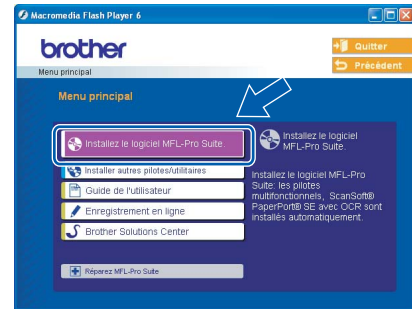 Macromedia Flash Player 6
brother
Quitter
Précédent
Menu principal
Menu principal
Installez le logiciel MFL-Pro Suite.
Installer autres pilotes/utilitaires
Guide de l'utilisateur
Enregistrement en ligne
Brother Solutions Center
Réparez MFL-Pro Suite
Installez le logiciel
MFL-Pro Suite.
Installez le logiciel MFL-Pro
Suite: les pilotes
multifonctionnels, ScanSoft®
PaperPort® SE avec OCR sont
installés automatiquement.